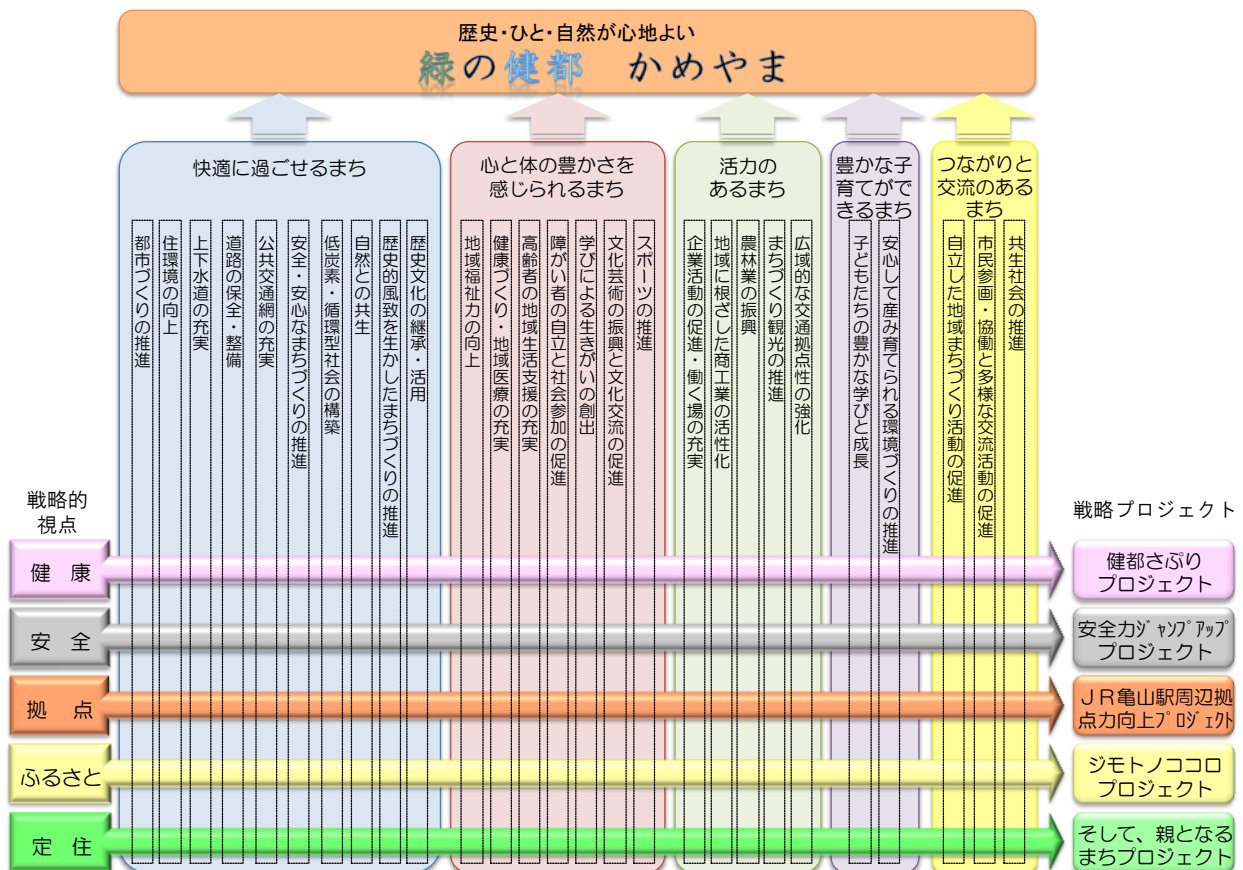 歴史・ひと・自然が心地よい
緑の健都 かめやま
快適に過ごせるまち
都市づくりの推進
住環境の向上
上下水道の充実
道路の保全・整備
公共交通網の充実
安全・安心なまちづくりの推進
低炭素・循環型社会の構築
自然との共生
歴史的風致を生かしたまちづくりの推進
歴史文化の継承・活用
心と体の豊かさを
感じられるまち
地域福祉力の向上
健康づくり・地域医療の充実
高齢者の地域生活支援の充実
障がい者の自立と社会参加の促進
学びによる生きがいの創出
文化芸術の振興と文化交流の促進
スポーツの推進
活力の
あるまち
企業活動の促進・働く場の充実
地域に根ざした商工業の活性化
農林業の振興
まちづくり観光の推進
広域的な交通拠点性の強化
豊かな子
育てがで
きるまち
子どもたちの豊かな学びと成長
安心して産み育てられる環境づくりの推進
つながりと
交流のある
まち
自立した地域まちづくり活動の促進
市民参画・協働と多様な交流活動の促進
共生社会の推進
戦略的
視点
戦略プロジェクト
健 康
健都さぷり
プロジェクト
安 全
安全力ｼﾞｬﾝﾌﾟｱｯﾌﾟ
プロジェクト
拠 点
ＪＲ亀山駅周辺拠
点力向上ﾌﾟﾛｼﾞｪｸﾄ
ふるさと
ジモトノココロ
プロジェクト
定 住
そして、親となる
まちプロジェクト